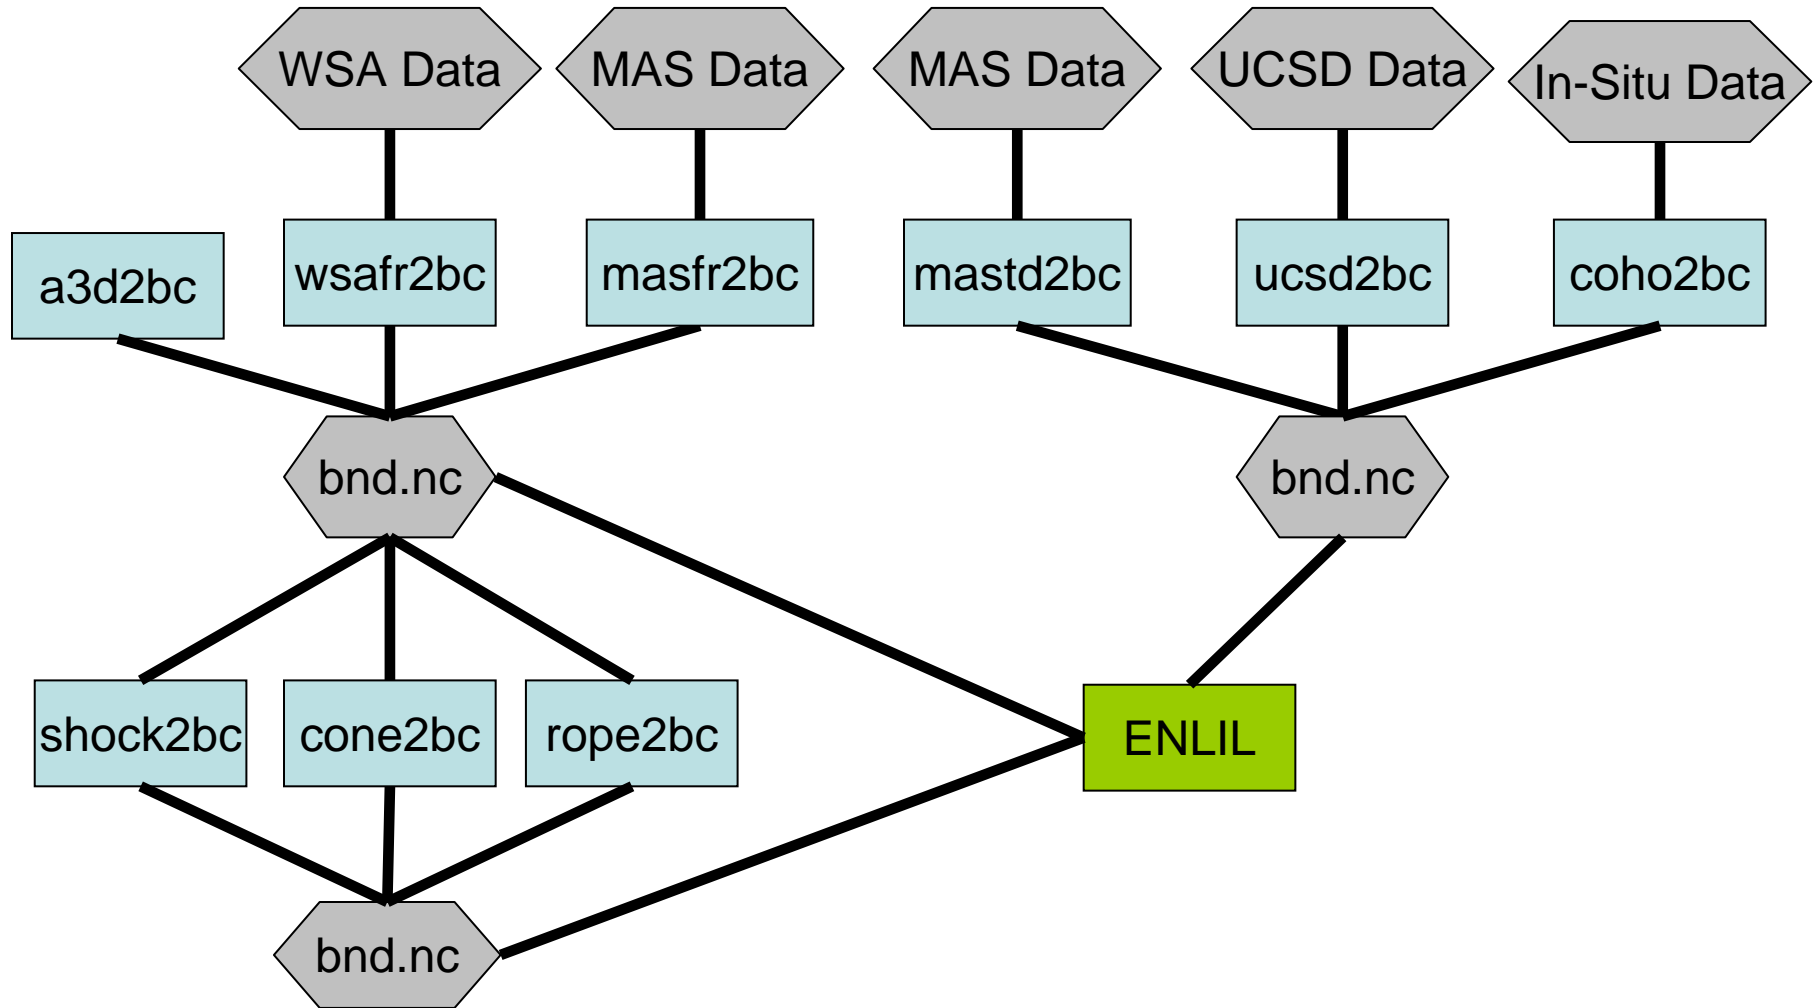 WSA Data
MAS Data
MAS Data
UCSD Data
In-Situ Data
a3d2bc
wsafr2bc
masfr2bc
mastd2bc
ucsd2bc
coho2bc
bnd.nc
bnd.nc
shock2bc
cone2bc
rope2bc
ENLIL
bnd.nc